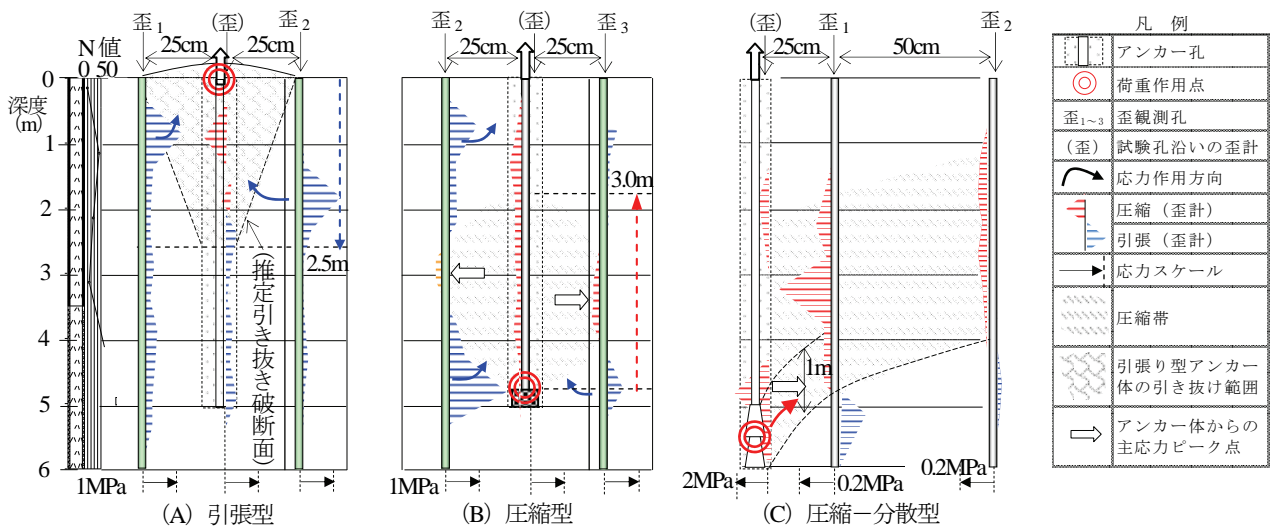 歪1 (歪) 歪2
25cm 25cm
N 値
0 50
深度
(m)
0
1
2
3
4
5
6
2.5m
(推定引き抜き破断面)
1MPa
(A) 引張型
歪2 (歪) 歪3
25cm 25cm
3.0m
1MPa
(B) 圧縮型
(歪) 歪1 歪2
25cm 50cm
1m
2MPa 0.2MPa 0.2MPa
(C) 圧縮－分散型
凡 例
アンカー孔
荷重作用点
歪1~3 歪観測孔
(歪) 試験孔沿いの歪計
応力作用方向
圧縮（歪計）
引張（歪計）
応力スケール
圧縮帯
引張り型アンカー
体の引き抜け範囲
アンカー体からの
主応力ピーク点